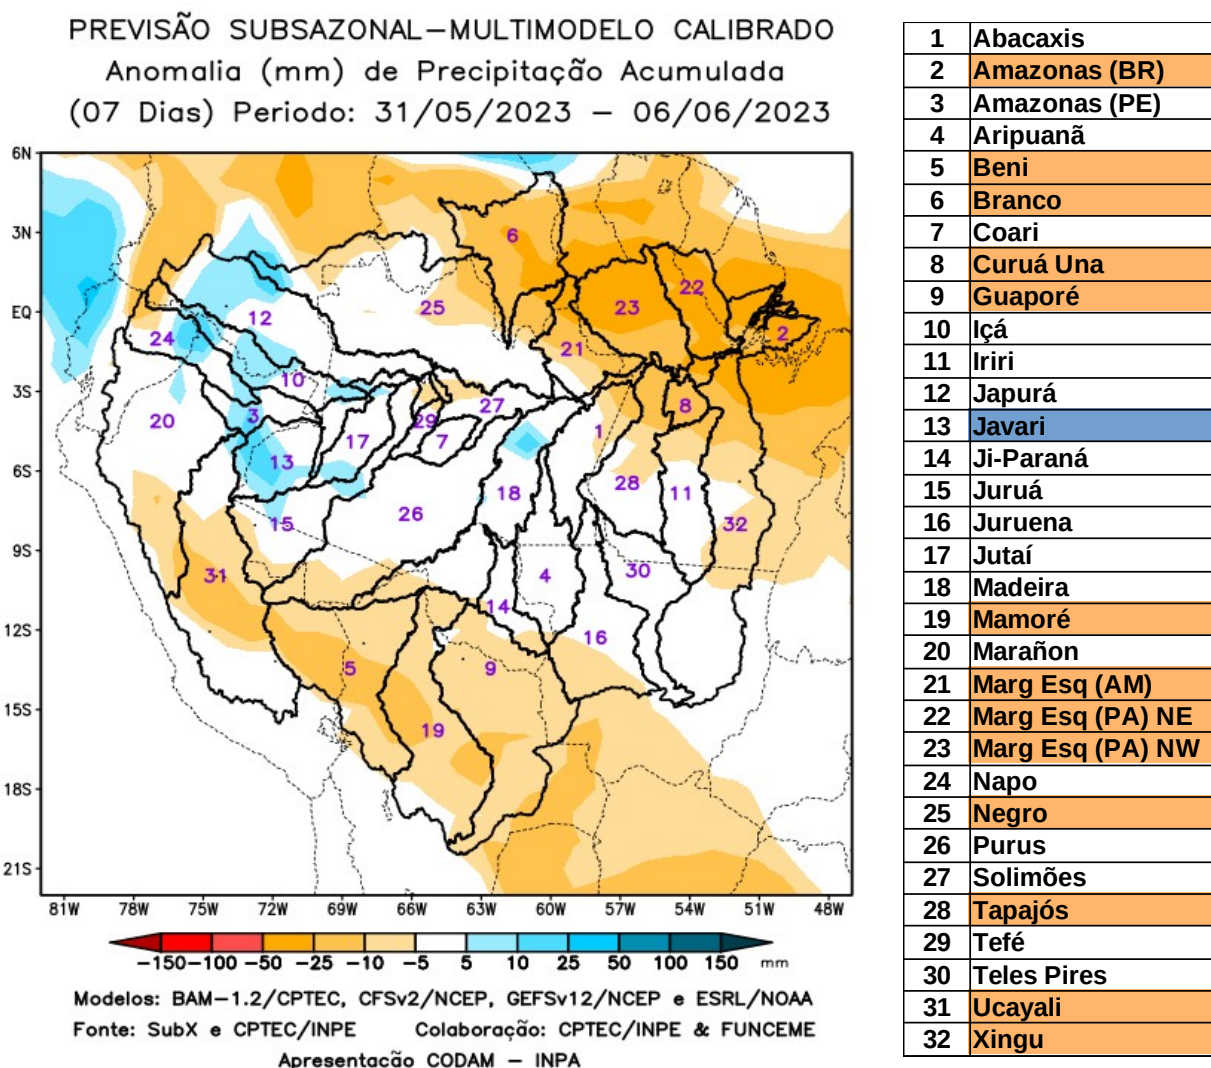 PREVISÃO SUBSAZONAL–MULTIMODELO CALIBRADO
Anomalia (mm) de Precipitação Acumulada
(07 Dias) Periodo: 31/05/2023 – 06/06/2023
6N
3N
EQ
3S
6S
9S
12S
15S
18S
21S
81W 78W 75W 72W 69W 66W 63W 60W 57W 54W 51W 48W
6
22
23
25
12
2
24
21
10
27
3
8
20
29
1
17
7
13
28
18
11
15
26
32
31
4
30
14
16
5
9
19
−150 −100 −50 −25 −10 −5 5 10 25 50 100 150 mm
Modelos: BAM−1.2/CPTEC, CFSv2/NCEP, GEFSv12/NCEP e ESRL/NOAA
Fonte: SubX e CPTEC/INPE Colaboração: CPTEC/INPE & FUNCEME
Apresentação CODAM – INPA
1 Abacaxis
2 Amazonas (BR)
3 Amazonas (PE)
4 Aripuanã
5 Beni
6 Branco
7 Coari
8 Curuá Una
9 Guaporé
10 Içá
11 Iriri
12 Japurá
13 Javari
14 Ji-Paraná
15 Juruá
16 Juruena
17 Jutaí
18 Madeira
19 Mamoré
20 Marañon
21 Marg Esq (AM)
22 Marg Esq (PA) NE
23 Marg Esq (PA) NW
24 Napo
25 Negro
26 Purus
27 Solimões
28 Tapajós
29 Tefé
30 Teles Pires
31 Ucayali
32 Xingu